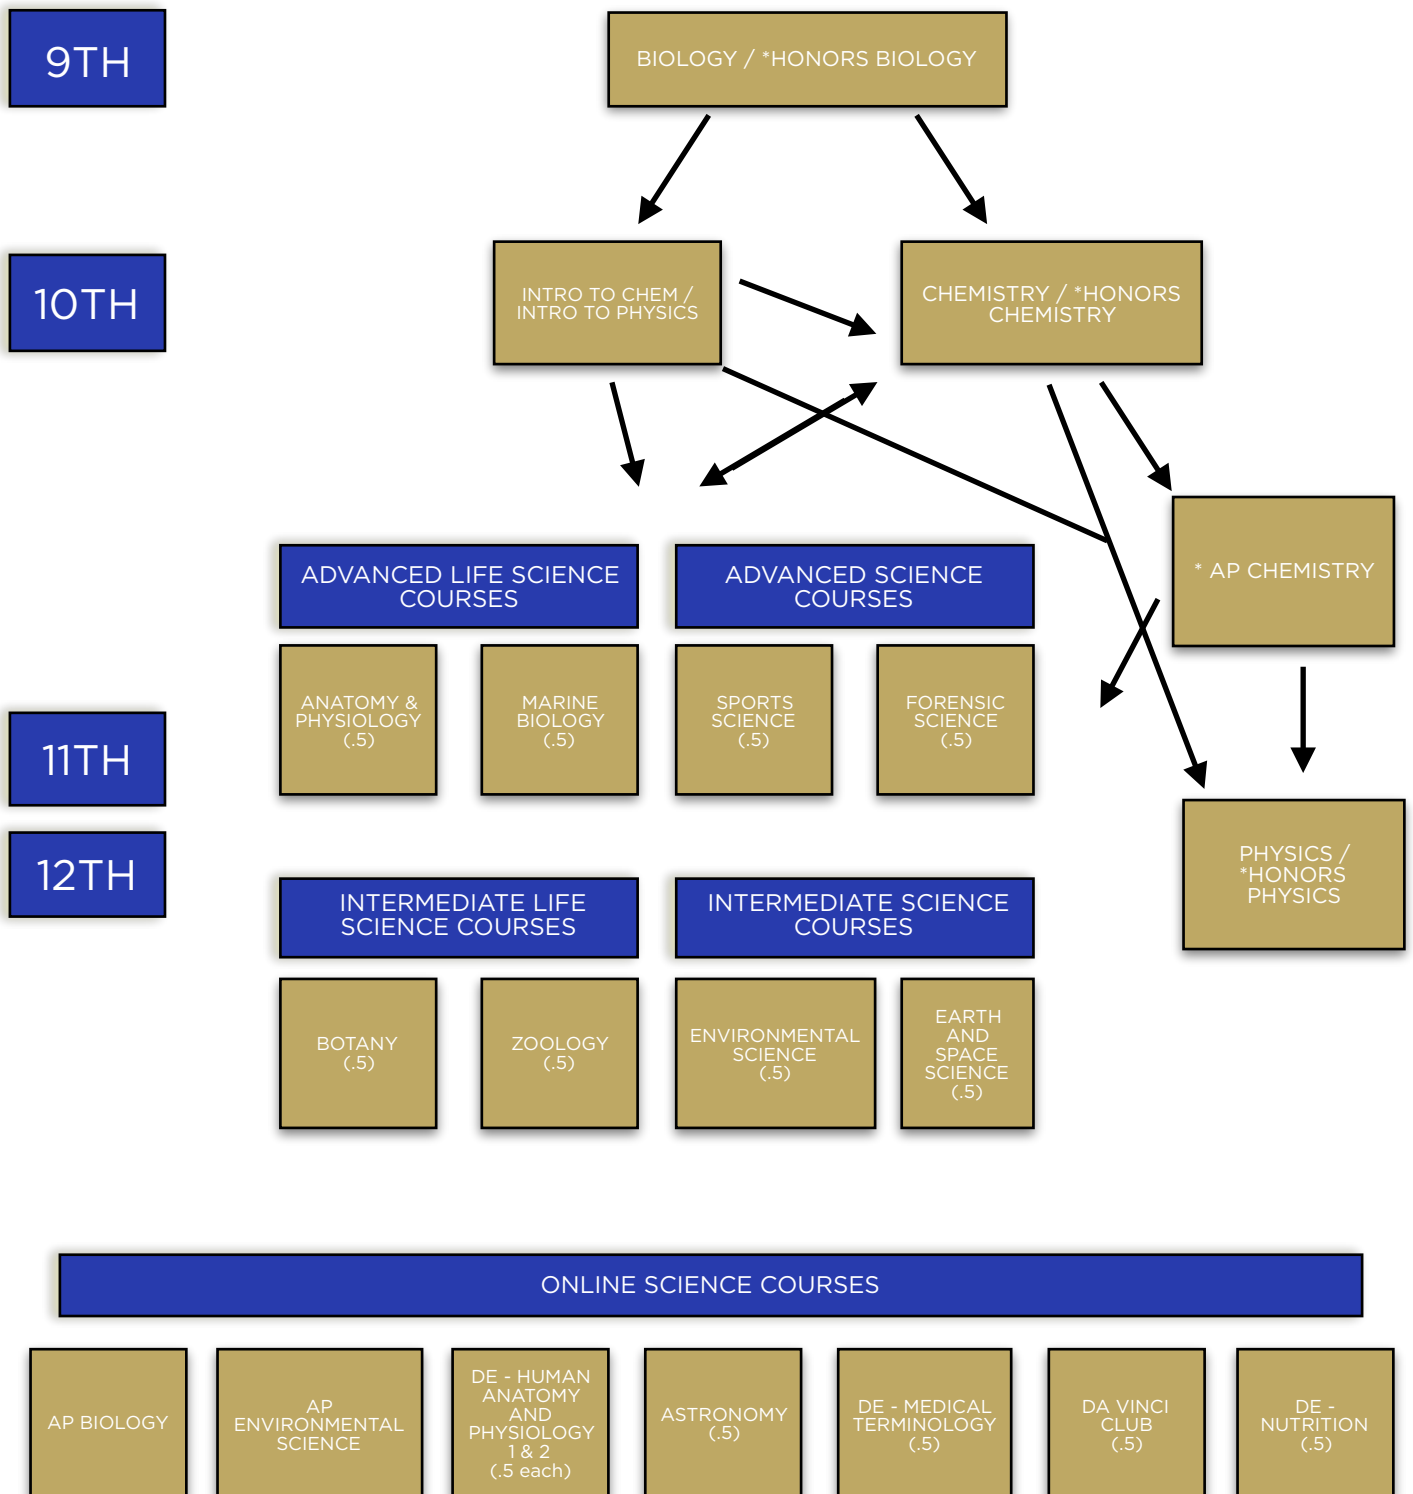 9TH
BIOLOGY / *HONORS BIOLOGY
10TH
INTRO TO CHEM /
INTRO TO PHYSICS
CHEMISTRY / *HONORS
CHEMISTRY
ADVANCED LIFE SCIENCE
COURSES
ADVANCED SCIENCE
COURSES
* AP CHEMISTRY
ANATOMY &
PHYSIOLOGY
(.5)
MARINE
BIOLOGY
(.5)
SPORTS
SCIENCE
(.5)
FORENSIC
SCIENCE
(.5)
11TH
12TH
PHYSICS /
*HONORS
PHYSICS
INTERMEDIATE LIFE
SCIENCE COURSES
INTERMEDIATE SCIENCE
COURSES
BOTANY
(.5)
ZOOLOGY
(.5)
ENVIRONMENTAL
SCIENCE
(.5)
EARTH
AND
SPACE
SCIENCE
(.5)
ONLINE SCIENCE COURSES
AP BIOLOGY
AP
ENVIRONMENTAL
SCIENCE
DE - HUMAN
ANATOMY
AND
PHYSIOLOGY
1 & 2
(.5 each)
ASTRONOMY
(.5)
DE - MEDICAL
TERMINOLOGY
(.5)
DA VINCI
CLUB
(.5)
DE -
NUTRITION
(.5)